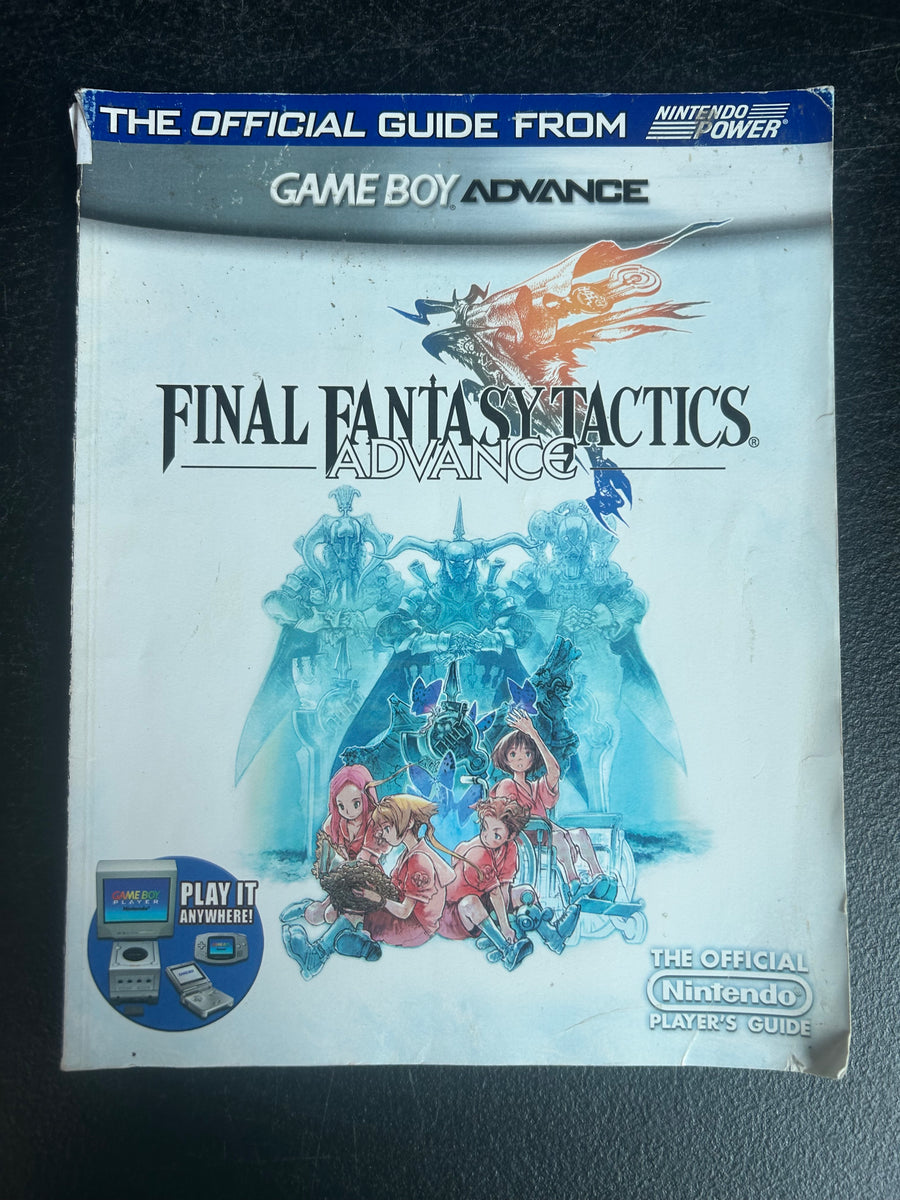 THE OFFICIAL GUIDE FROM NINTENDO POWER®
GAME BOY ADVANCE
FINAL FANTASY TACTICS®
ADVANCE
GAME BOY
PLAYER
Nintendo
PLAY IT
ANYWHERE!
THE OFFICIAL
Nintendo
PLAYER'S GUIDE